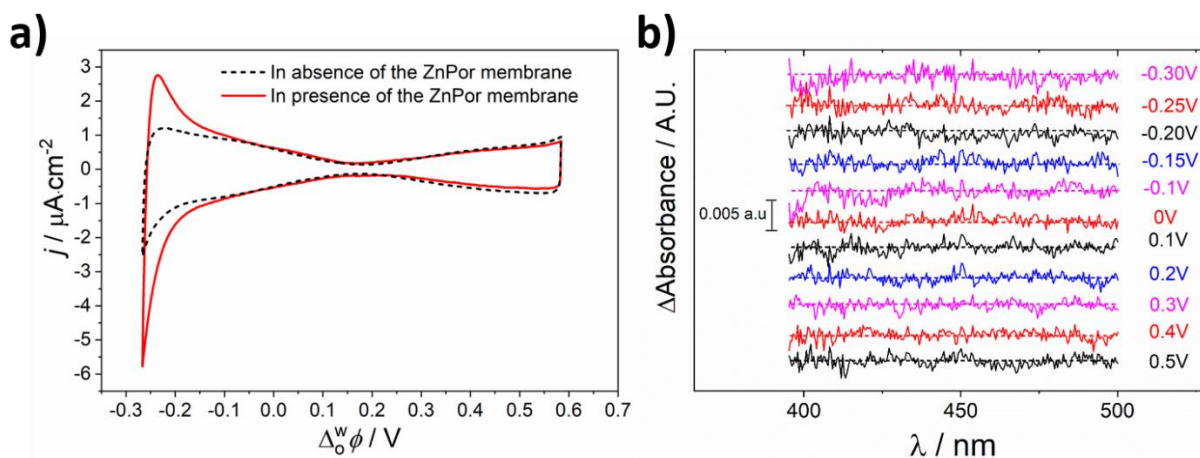 a)
3
2
1
0
-1
-2
-3
-4
-5
-6
-0.3 -0.2 -0.1 0.0 0.1 0.2 0.3 0.4 0.5 0.6 0.7
j / μA·cm⁻²
Δₒʷϕ / V
In absence of the ZnPor membrane
In presence of the ZnPor membrane
b)
ΔAbsorbance / A.U.
0.005 a.u
-0.30V
-0.25V
-0.20V
-0.15V
-0.1V
0V
0.1V
0.2V
0.3V
0.4V
0.5V
400 450 500
λ / nm